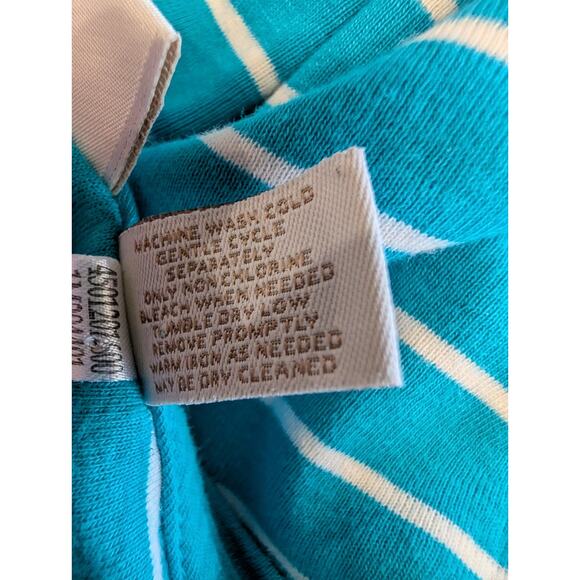 MACHINE WASH COLD
GENTLE CYCLE
SEPARATELY
ONLY NON CHLORINE
BLEACH WHEN NEEDED
TUMBLE DRY LOW
REMOVE PROMPTLY
WARM IRON AS NEEDED
MAY BE DRY CLEANED
4501207600